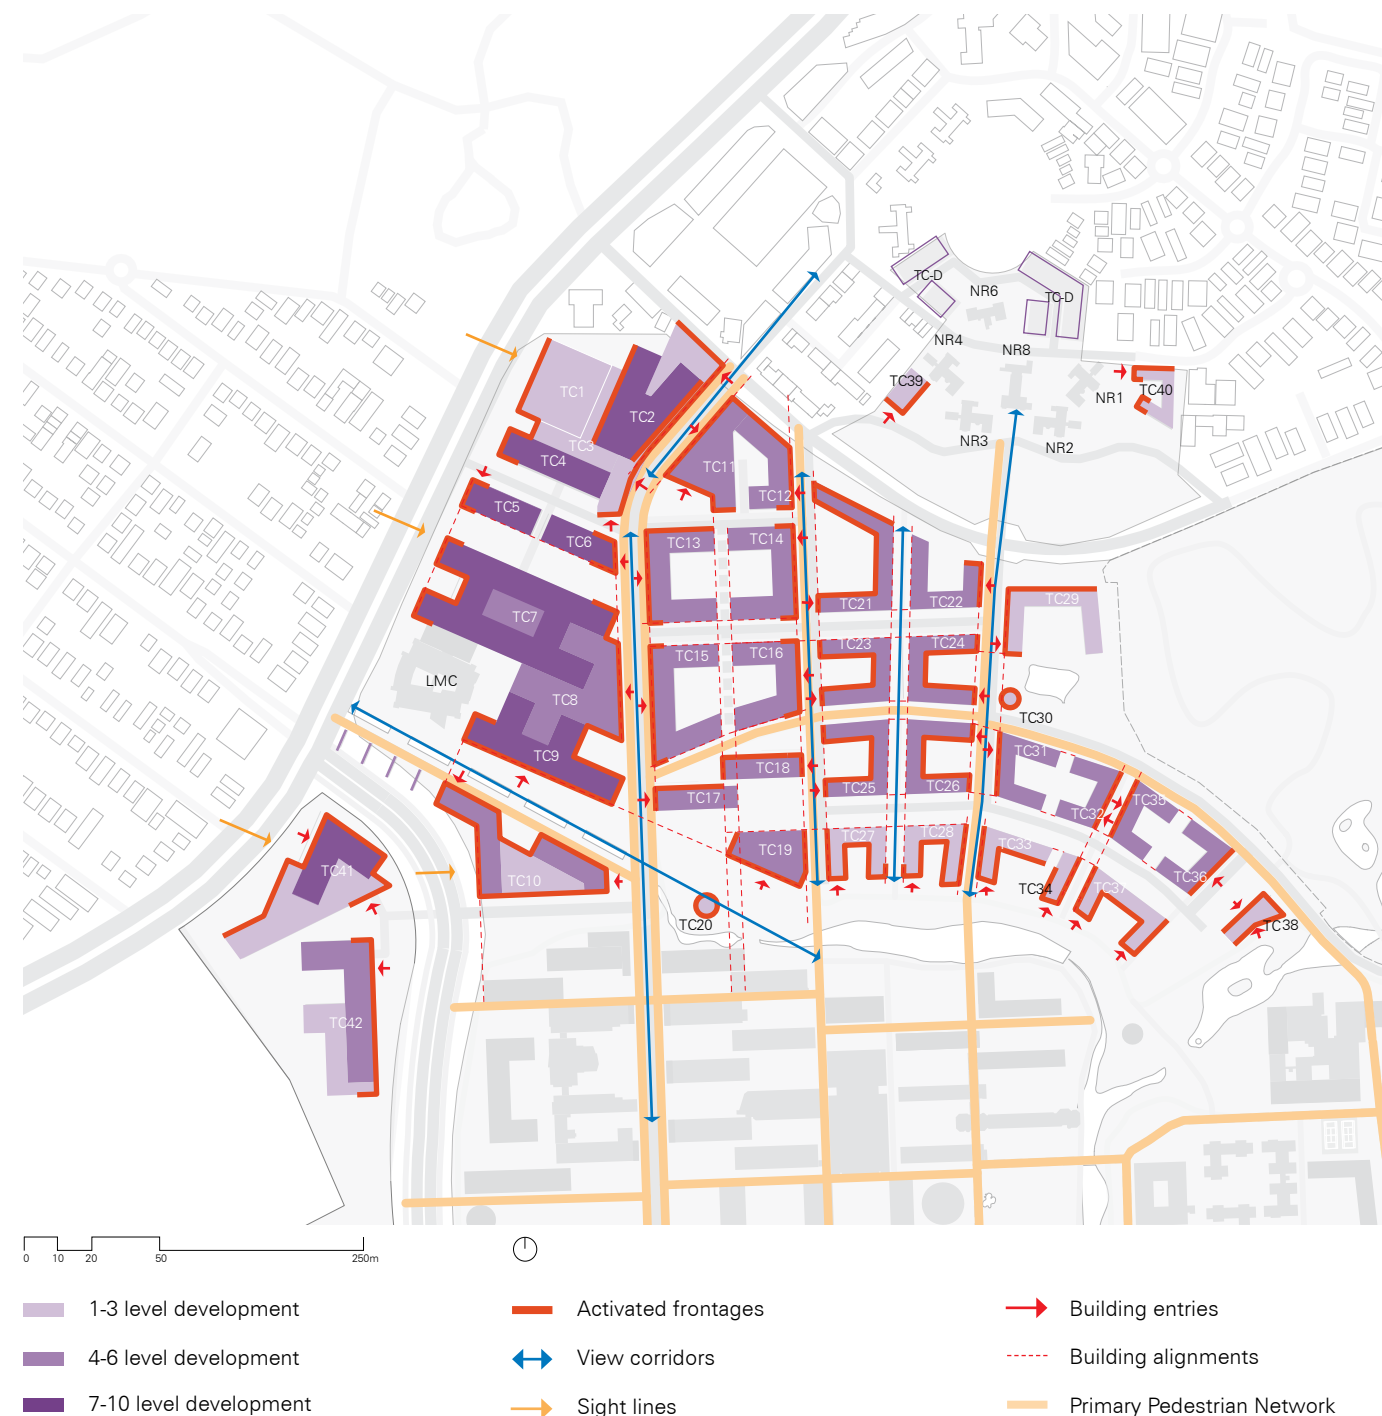 TC-D
TC-D
NR6
NR4
NR8
TC39
TC40
NR1
NR3
NR2
TC1
TC2
TC3
TC4
TC11
TC12
TC5
TC6
TC13
TC14
TC21
TC22
TC29
TC7
TC15
TC16
TC23
TC24
LMC
TC8
TC30
TC9
TC18
TC31
TC17
TC25
TC26
TC32
TC35
TC19
TC27
TC28
TC33
TC41
TC10
TC34
TC37
TC36
TC20
TC38
TC42
0 10 20 50 250m
1-3 level development
Activated frontages
Building entries
4-6 level development
View corridors
Building alignments
7-10 level development
Sight lines
Primary Pedestrian Network